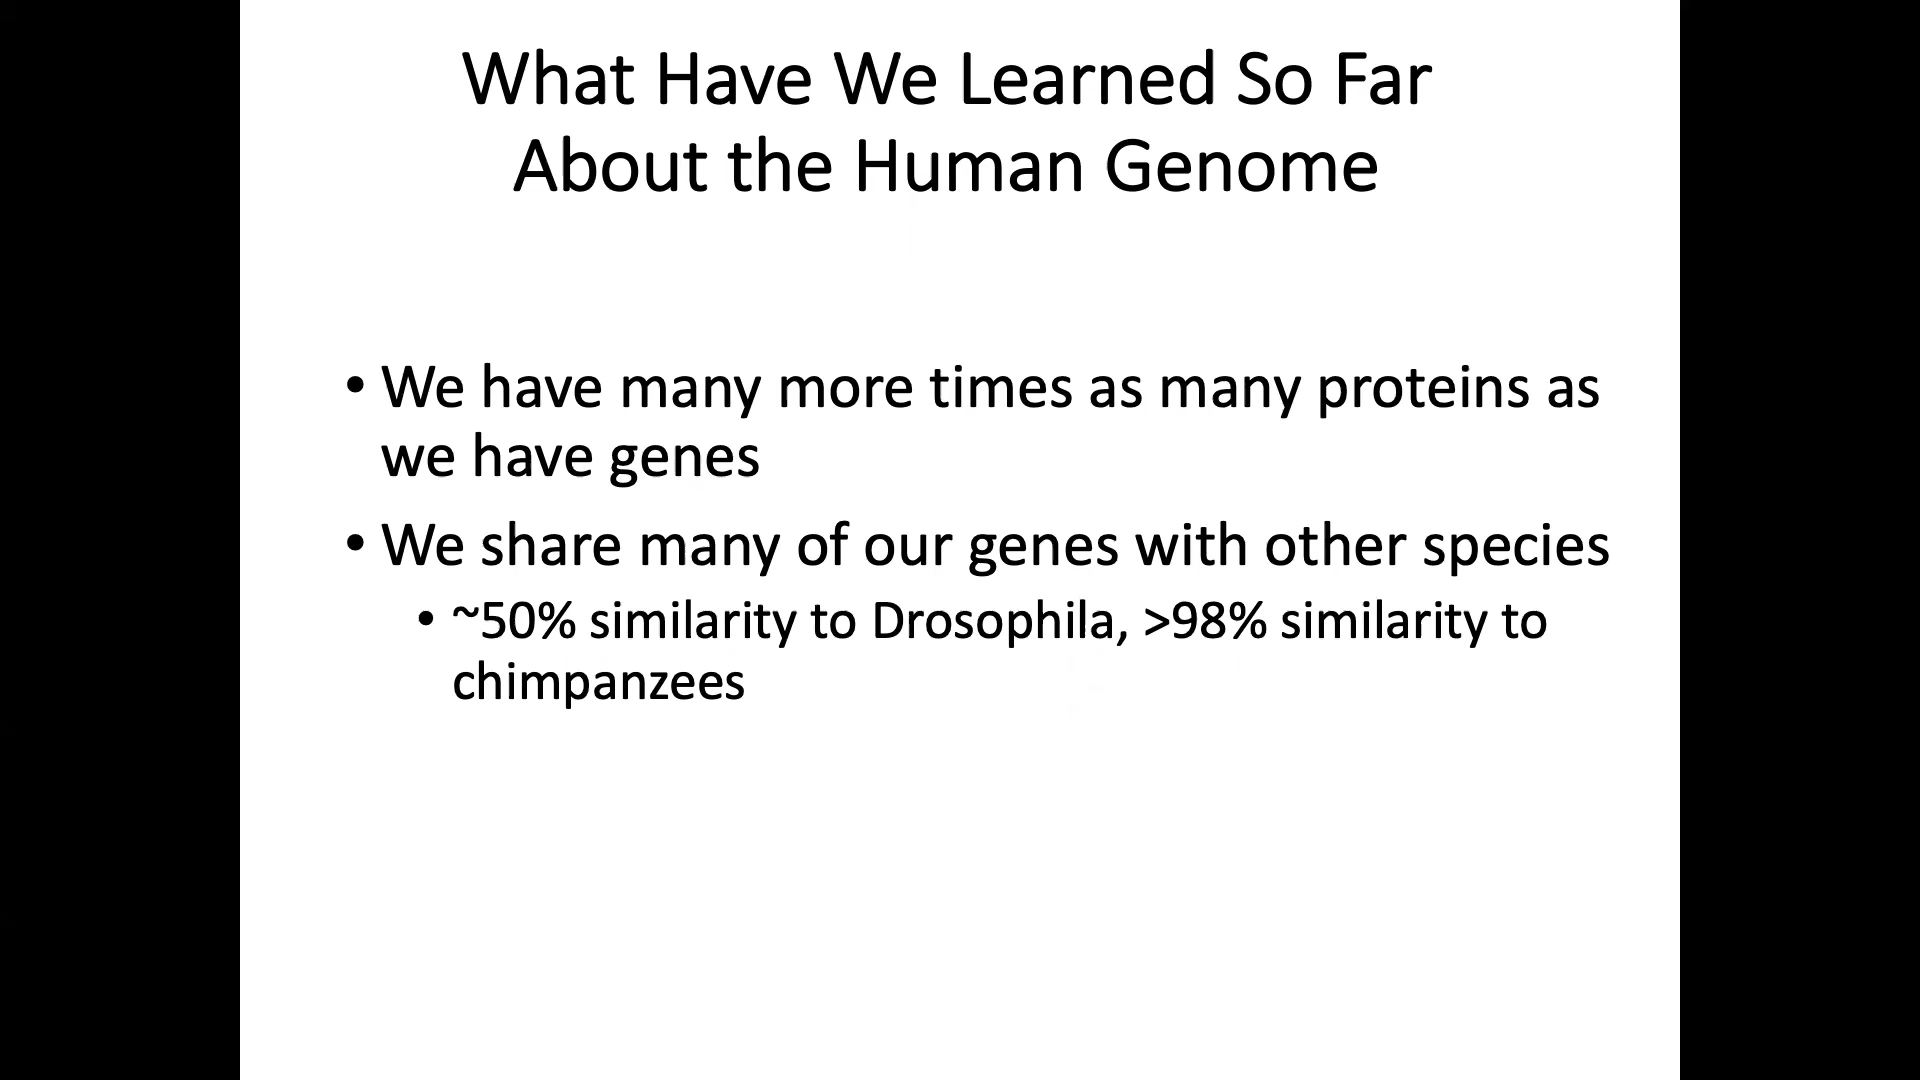 What Have We Learned So Far
About the Human Genome
• We have many more times as many proteins as
we have genes
• We share many of our genes with other species
• ~50% similarity to Drosophila, >98% similarity to
chimpanzees